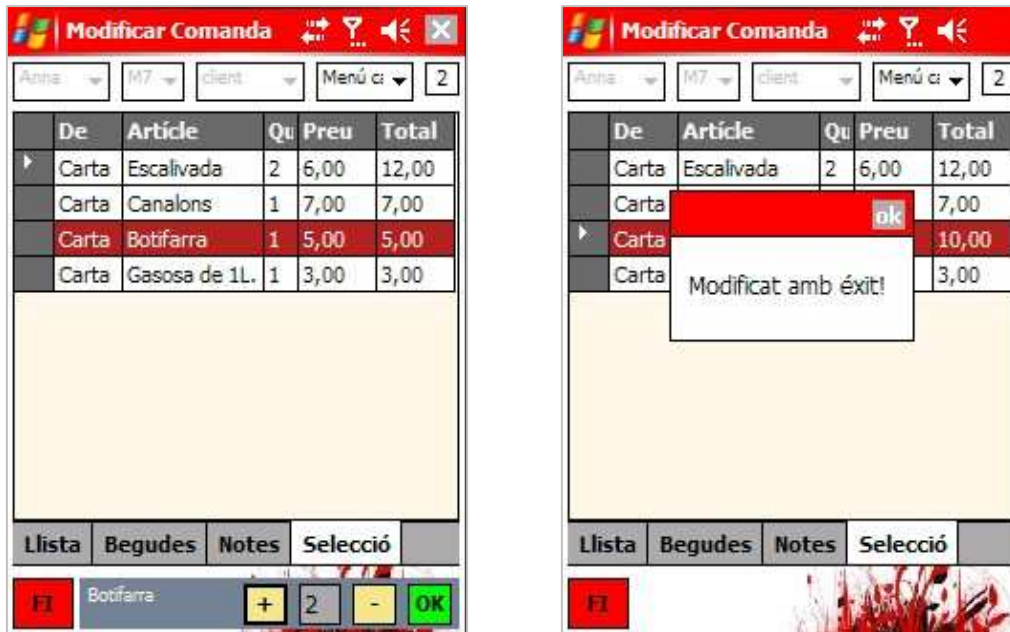 Modificar Comanda
Anna M7 client Menú ca 2
De Artícle Qu Preu Total
Carta Escalivada 2 6,00 12,00
Carta Canalons 1 7,00 7,00
Carta Botifarra 1 5,00 5,00
Carta Gasosa de 1L. 1 3,00 3,00
Llista Begudes Notes Selecció
FI Botifarra + 2 - OK
Modificar Comanda
Anna M7 client Menú ca 2
De Artícle Qu Preu Total
Carta Escalivada 2 6,00 12,00
Carta 7,00
ok
Carta 10,00
Carta 3,00
Modificat amb éxit!
Llista Begudes Notes Selecció
FI